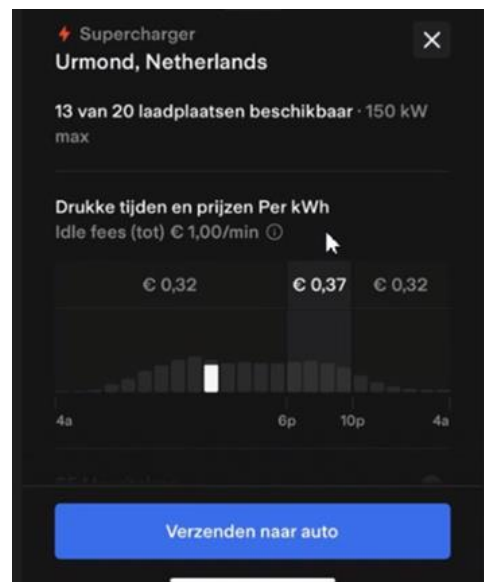 Supercharger
Urmond, Netherlands
13 van 20 laadplaatsen beschikbaar · 150 kW
max
Drukke tijden en prijzen Per kWh
Idle fees (tot) € 1,00/min ⓘ
€ 0,32 € 0,37 € 0,32
4a 6p 10p 4a
Verzenden naar auto